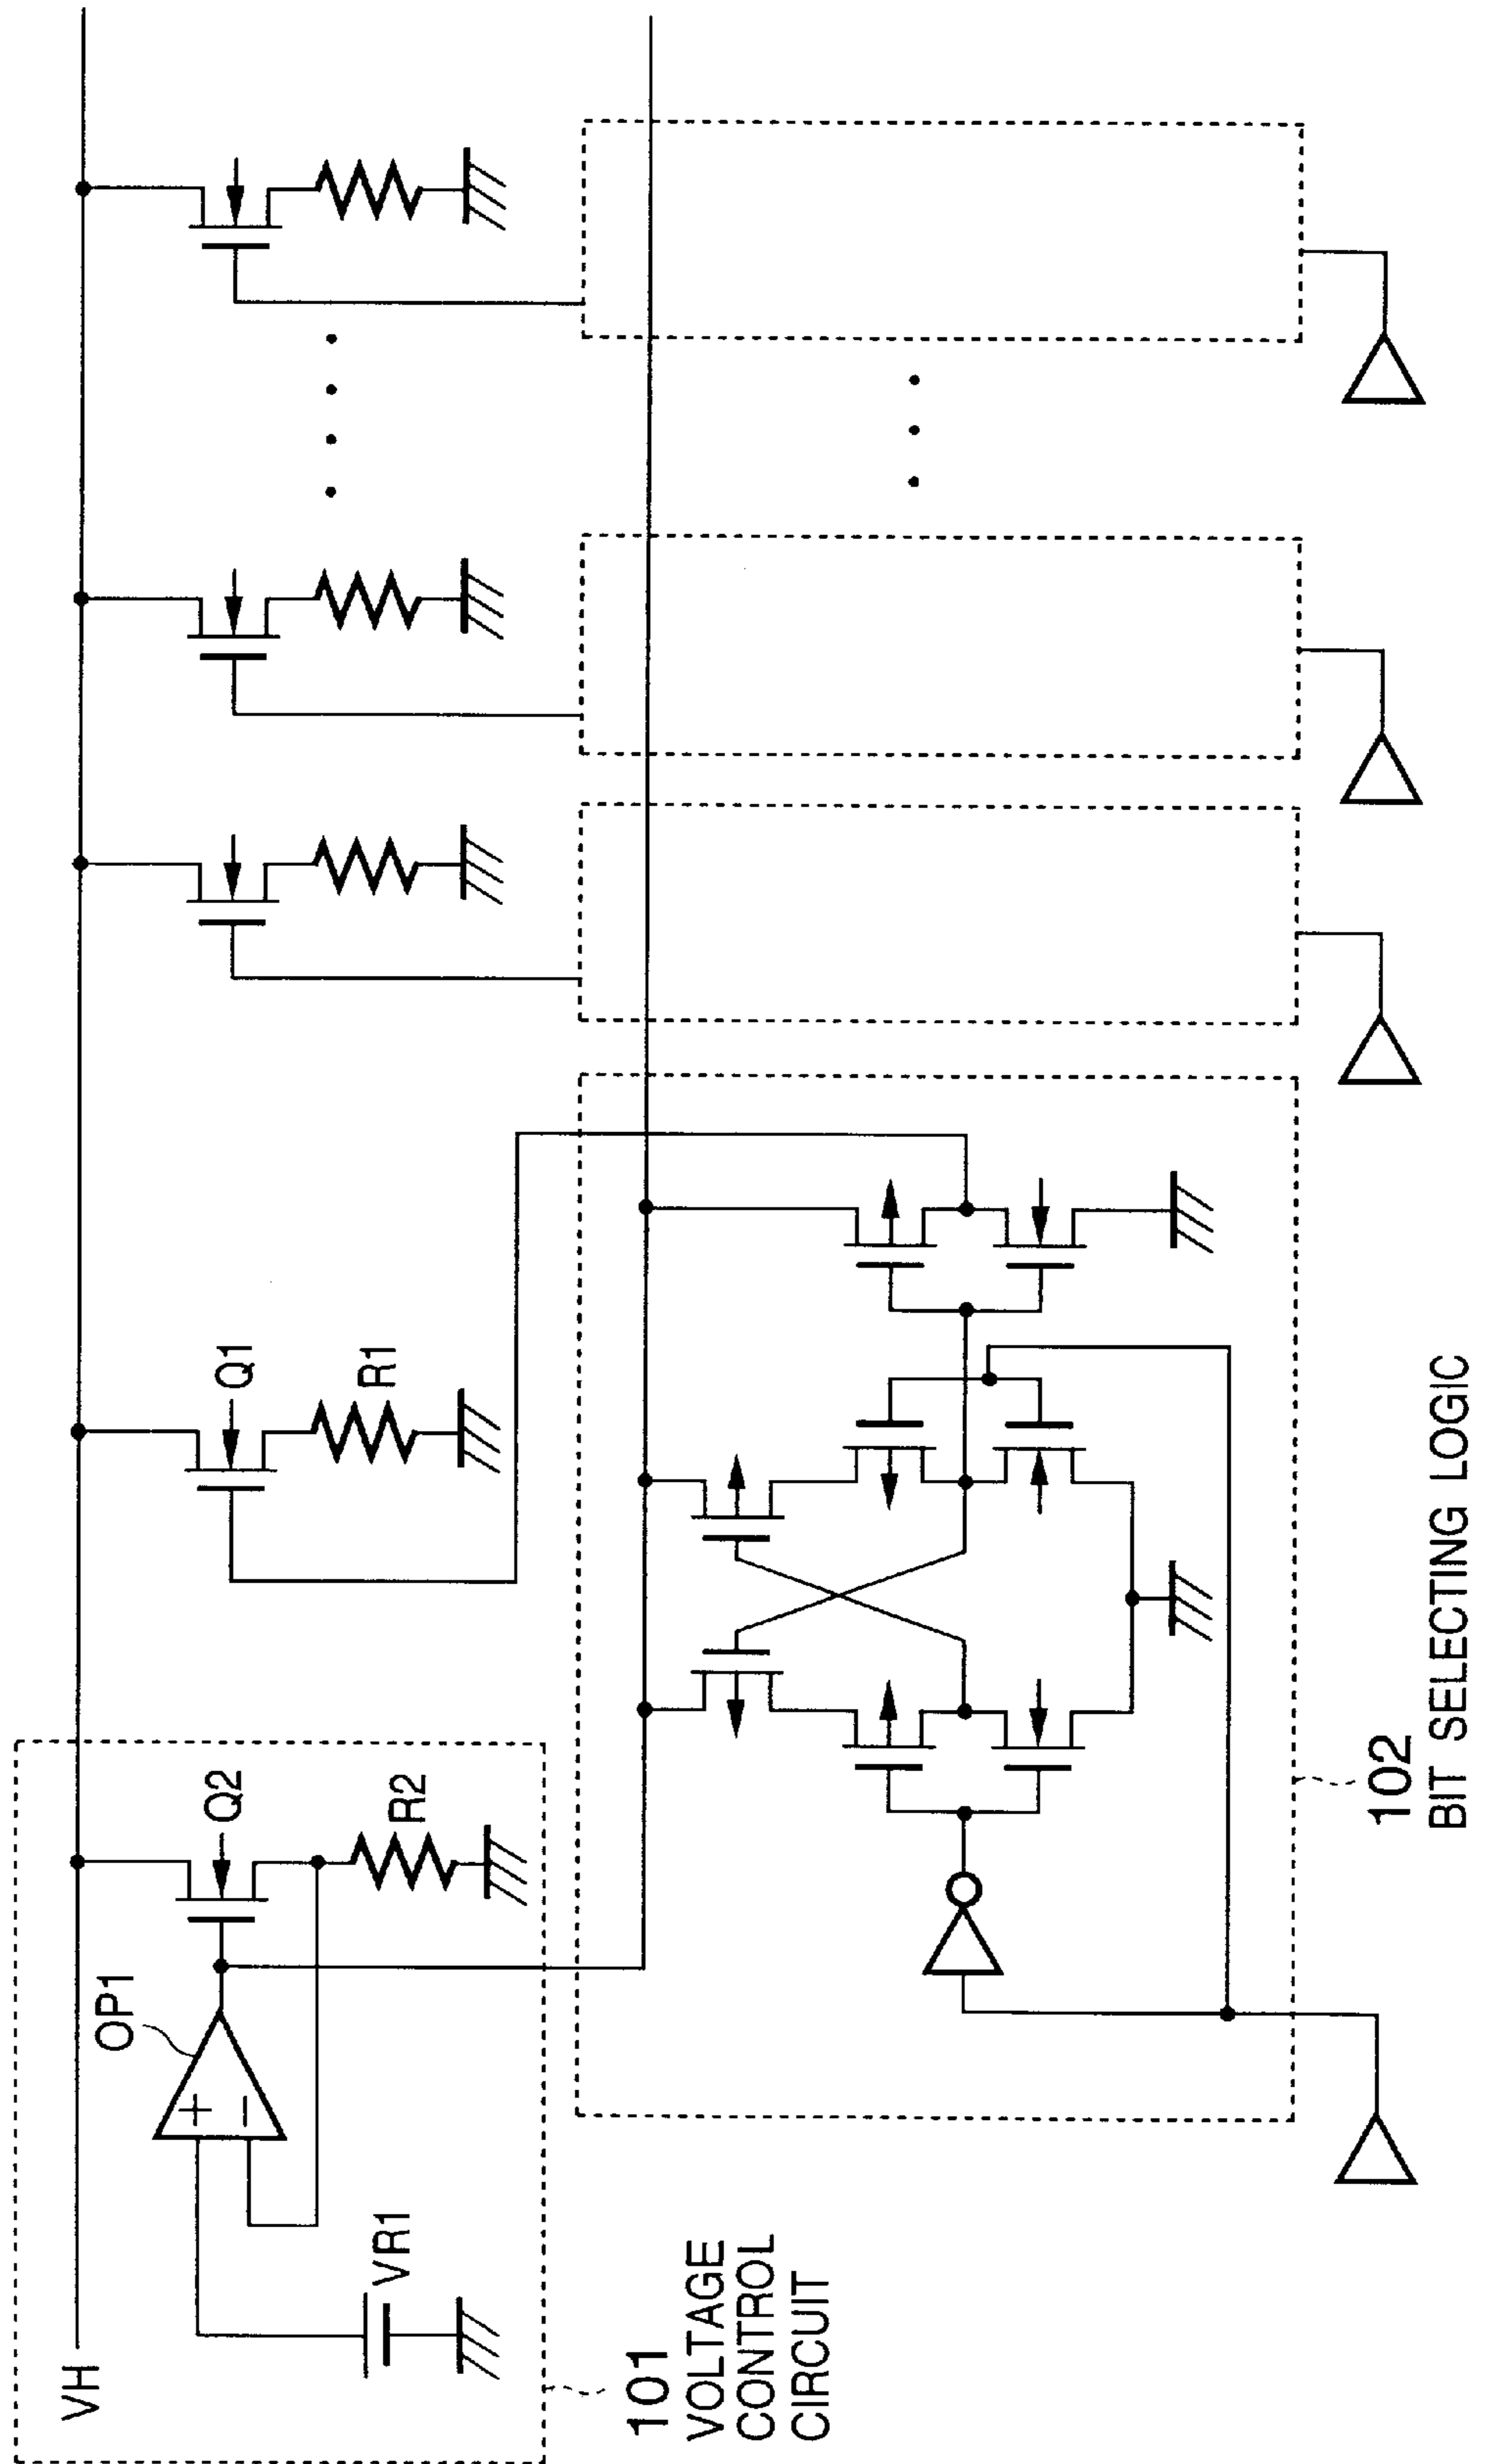 VH
OP1
Q2
R2
VR1
101
VOLTAGE
CONTROL
CIRCUIT
Q1
R1
102
BIT SELECTING LOGIC